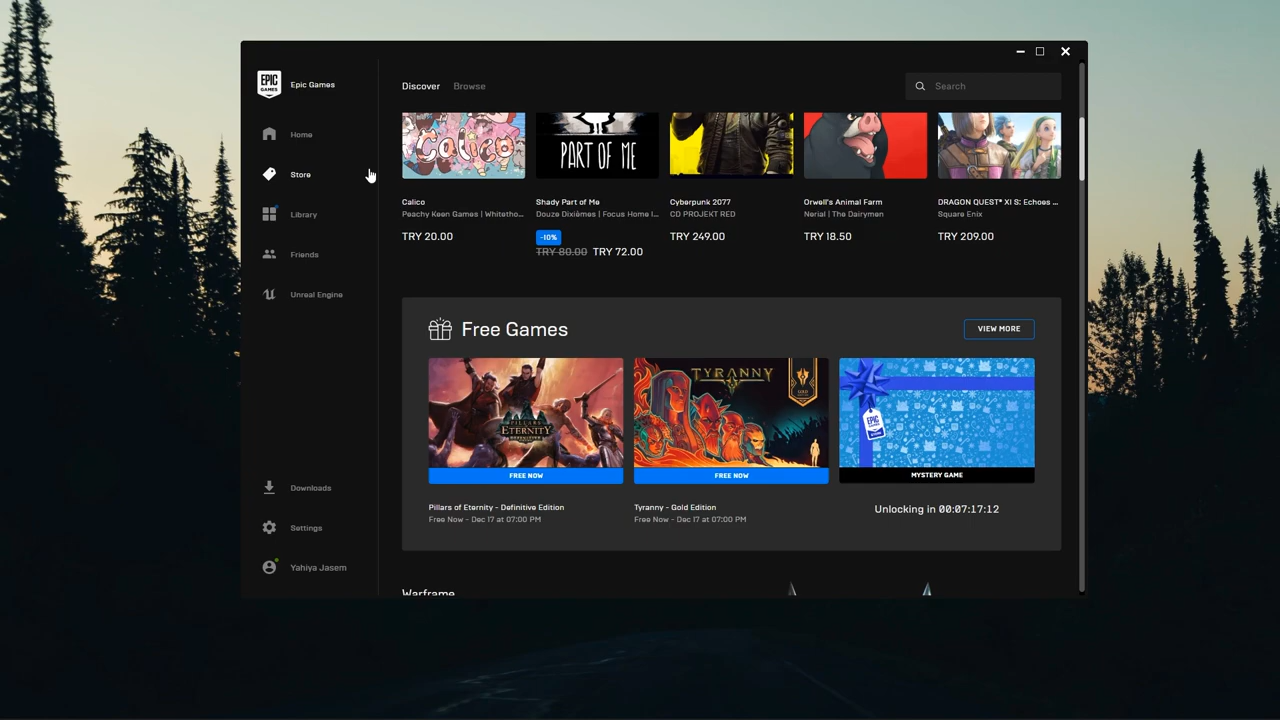 EPIC
GAMES
Epic Games
Home
Store
Library
Friends
Unreal Engine
Downloads
Settings
Yahiya Jasem
Discover
Browse
Search
Calico
PART OF ME
Calico
Peachy Keen Games | Whitetho...
TRY 20.00
Shady Part of Me
Douze Dixièmes | Focus Home I...
-10%
TRY 80.00 TRY 72.00
Cyberpunk 2077
CD PROJEKT RED
TRY 249.00
Orwell's Animal Farm
Nerial | The Dairymen
TRY 18.50
DRAGON QUEST® XI S: Echoes ...
Square Enix
TRY 209.00
Free Games
VIEW MORE
PILLARS
ETERNITY
FREE NOW
Pillars of Eternity - Definitive Edition
Free Now - Dec 17 at 07:00 PM
TYRANNY
GOLD
FREE NOW
Tyranny - Gold Edition
Free Now - Dec 17 at 07:00 PM
EPIC
GAMES
MYSTERY GAME
Unlocking in 00:07:17:12
Warframe